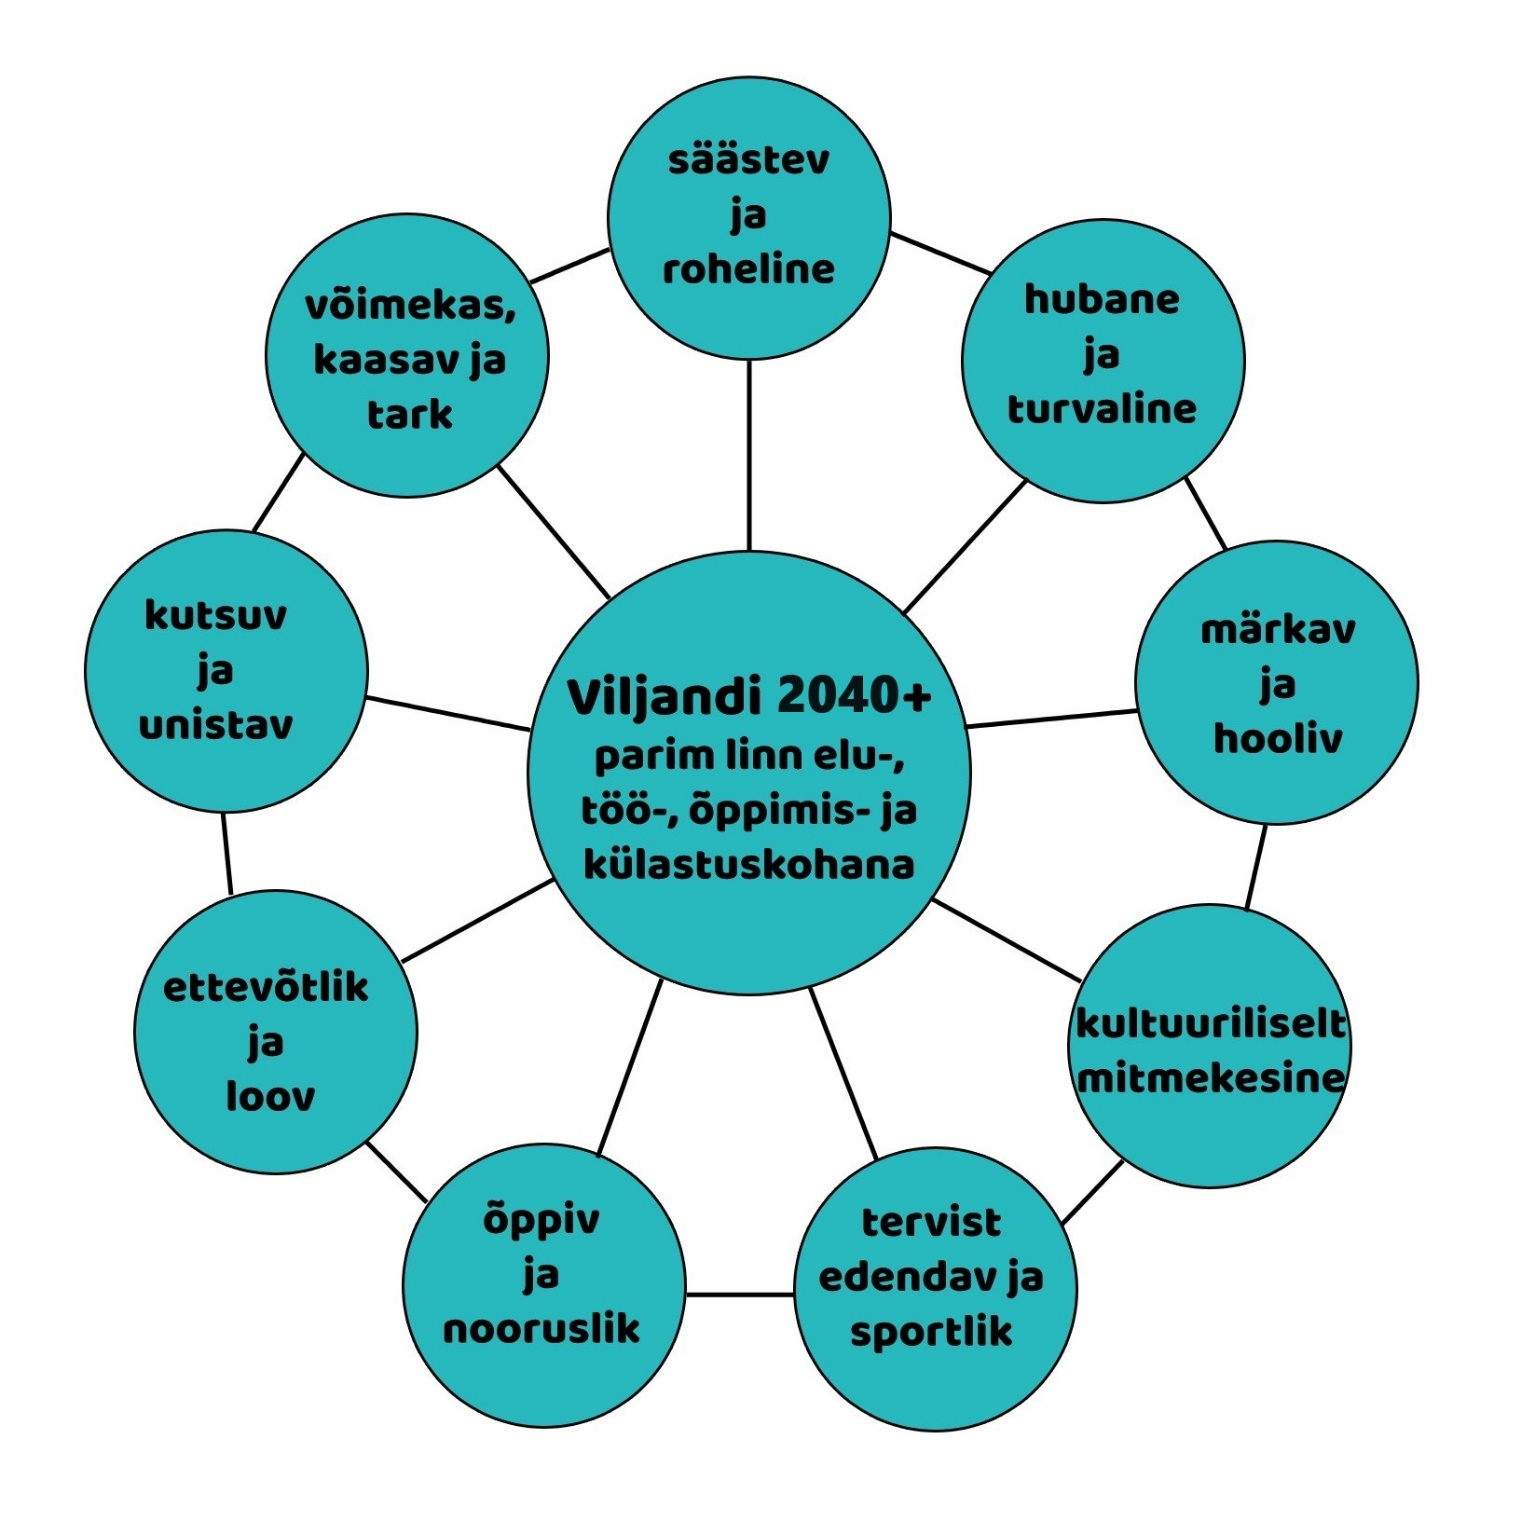 säästev
ja
roheline
hubane
ja
turvaline
märkav
ja
hooliv
kultuuriliselt
mitmekesine
tervist
edendav ja
sportlik
õppiv
ja
nooruslik
ettevõtlik
ja
loov
kutsuv
ja
unistav
võimekas,
kaasav ja
tark
Viljandi 2040+
parim linn elu-,
töö-, õppimis- ja
külastuskohana